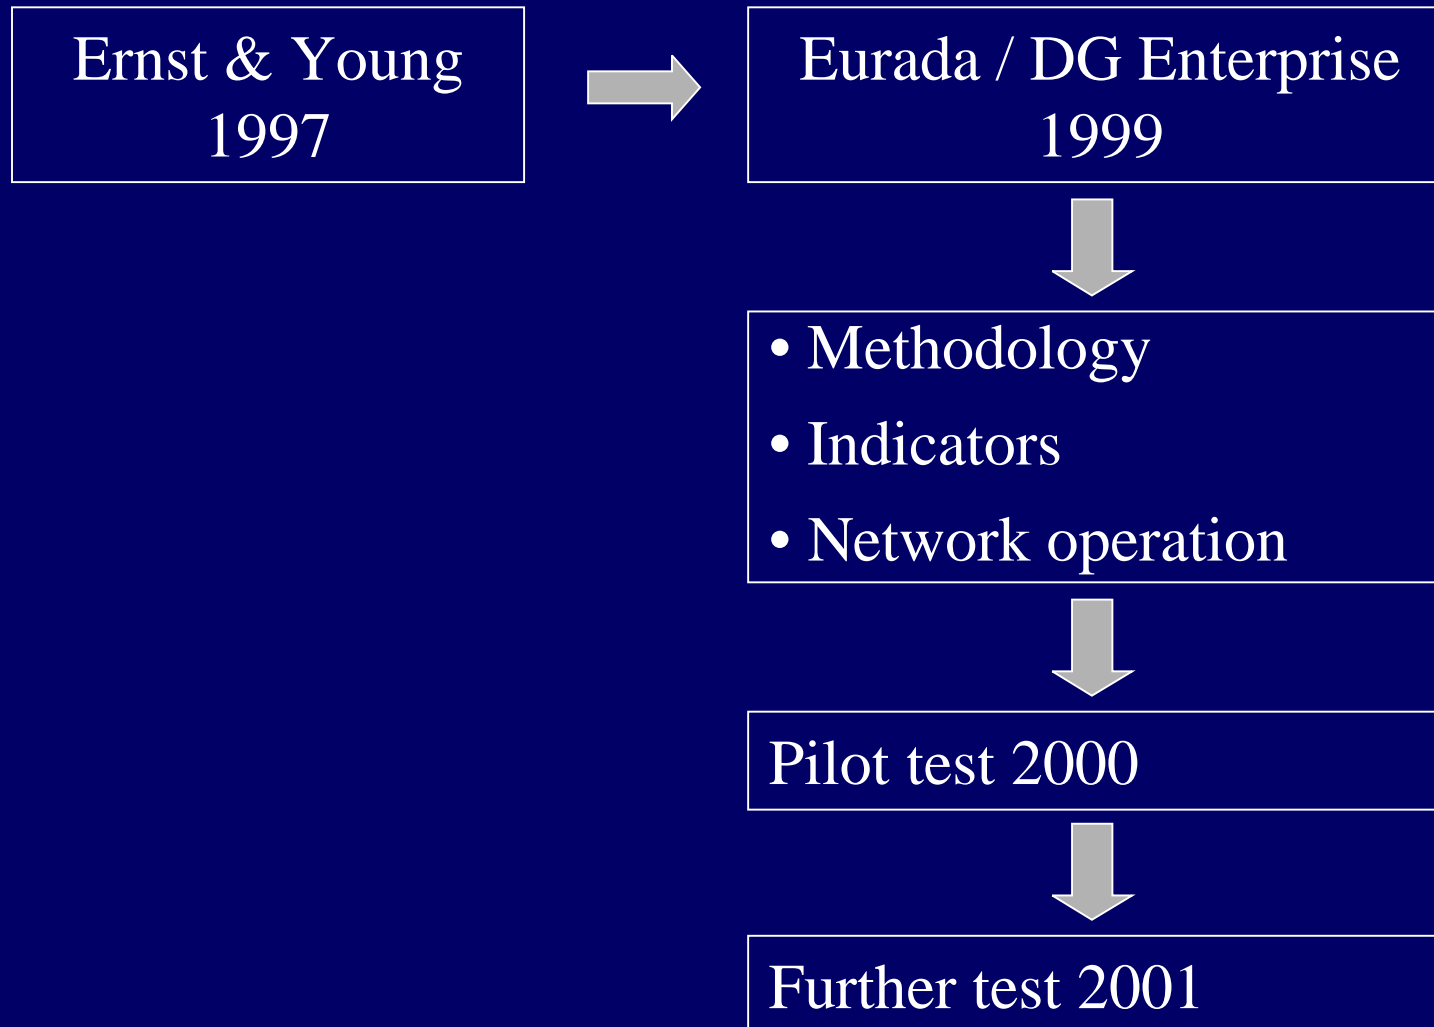 Ernst & Young
1997
Eurada / DG Enterprise
1999
• Methodology
• Indicators
• Network operation
Pilot test 2000
Further test 2001